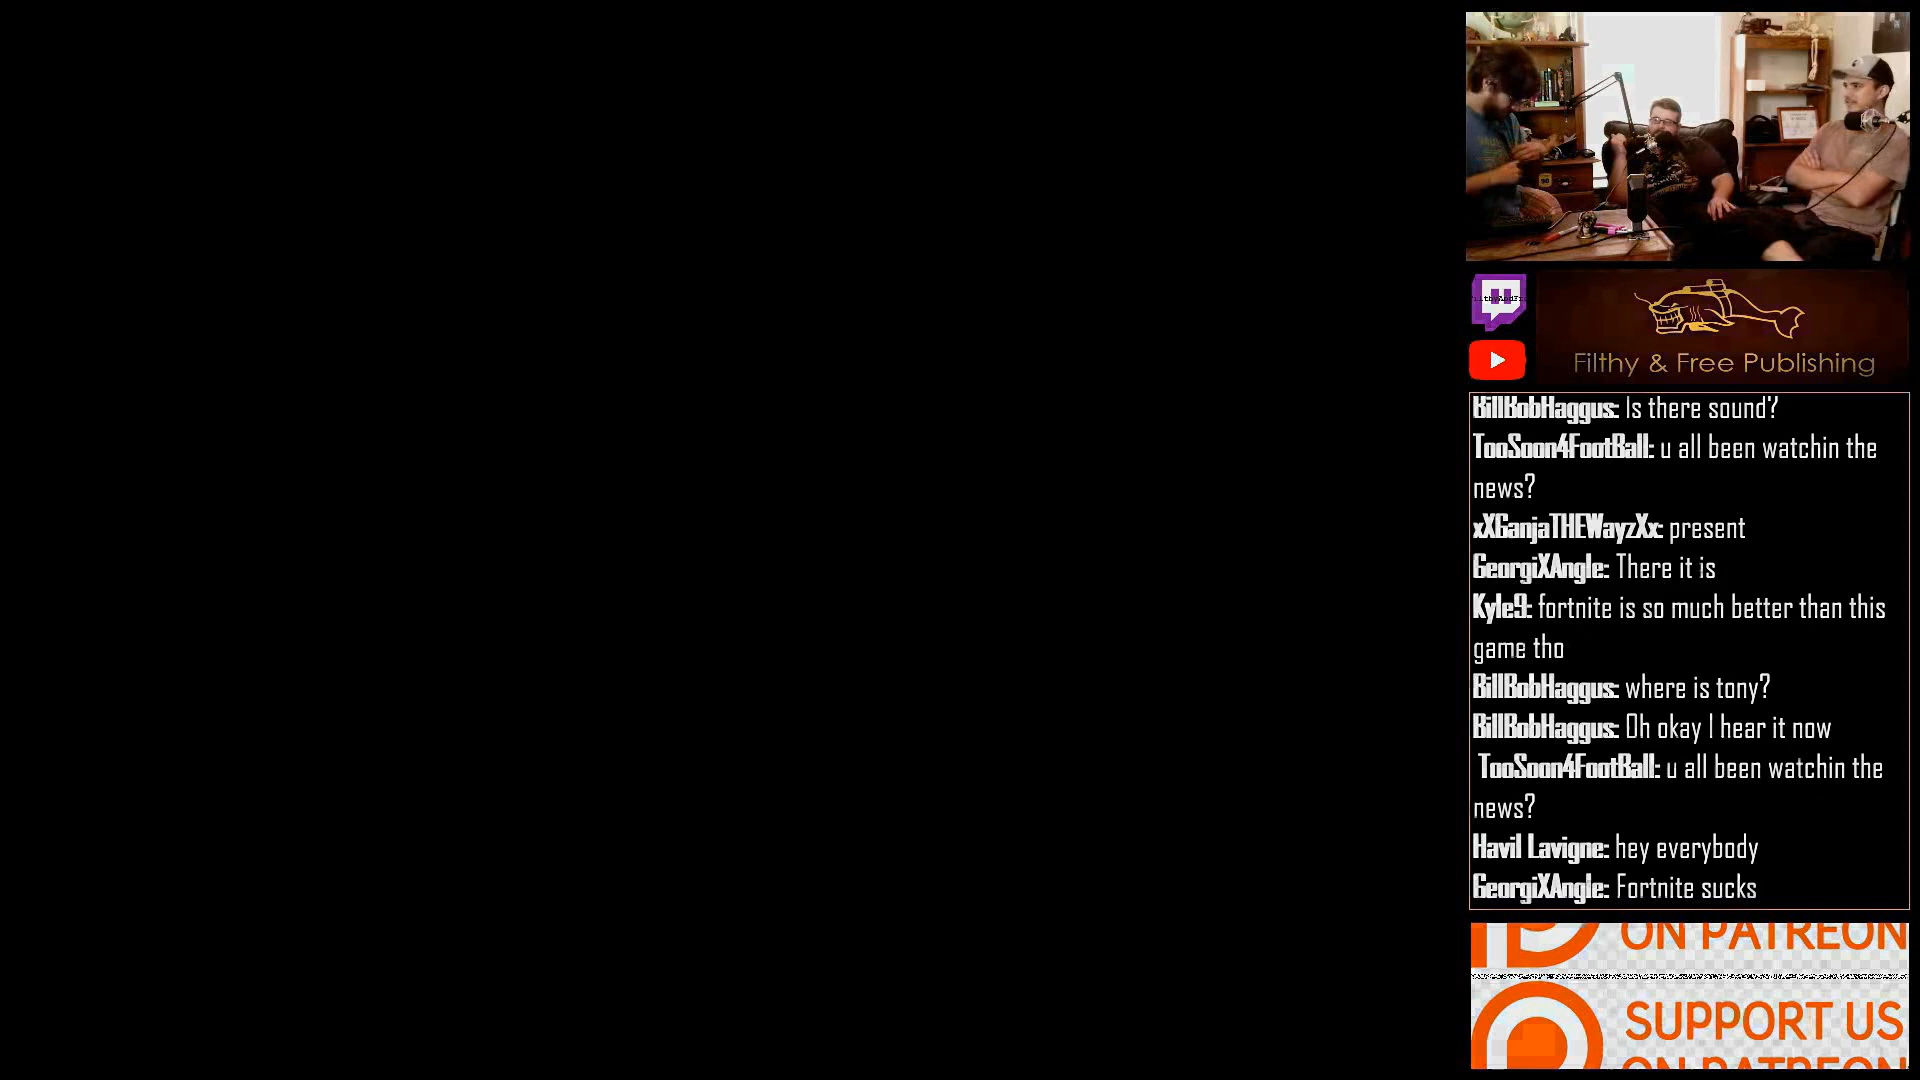 Filthy & Free Publishing
BillBobHaggus: Is there sound?
TooSoon4FootBall: u all been watchin the
news?
xXGanjaTHEWayzXx: present
GeorgiXAngle: There it is
Kyle9: fortnite is so much better than this
game tho
BillBobHaggus: where is tony?
BillBobHaggus: Oh okay I hear it now
TooSoon4FootBall: u all been watchin the
news?
Havil Lavigne: hey everybody
GeorgiXAngle: Fortnite sucks
ON PATREON
SUPPORT US
ON PATREON